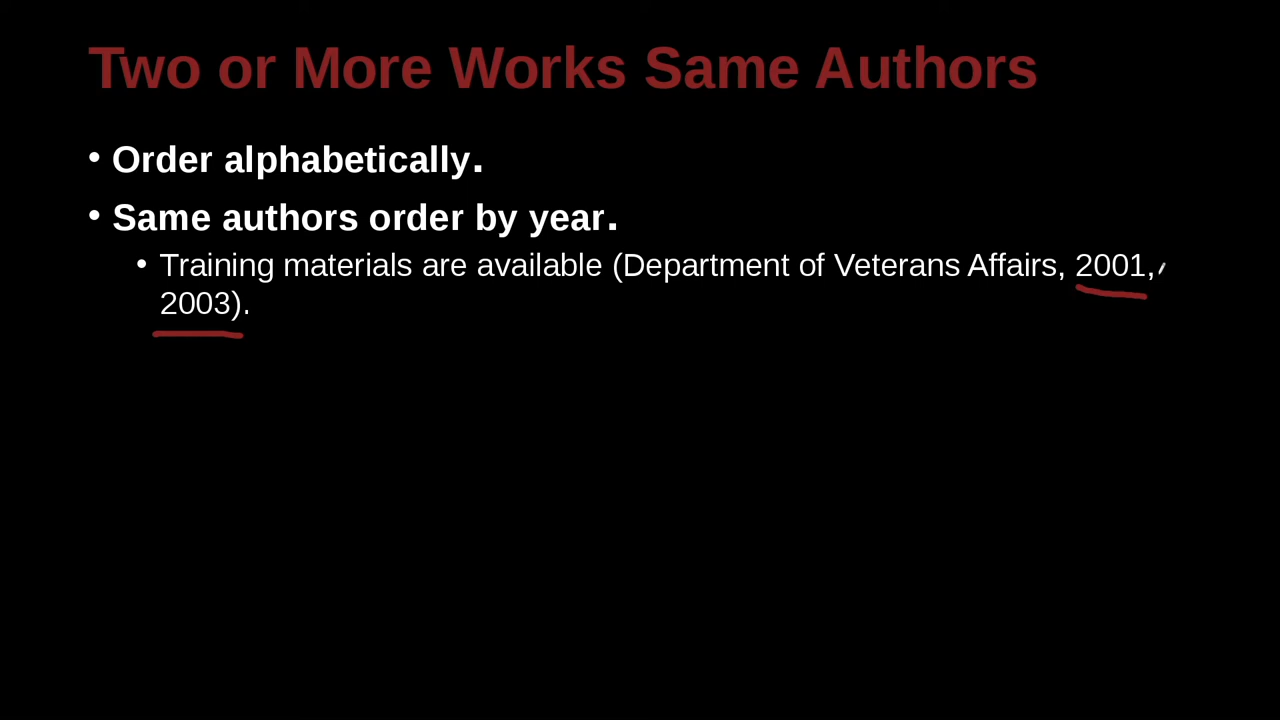 Two or More Works Same Authors
• Order alphabetically.
• Same authors order by year.
• Training materials are available (Department of Veterans Affairs, 2001,
2003).